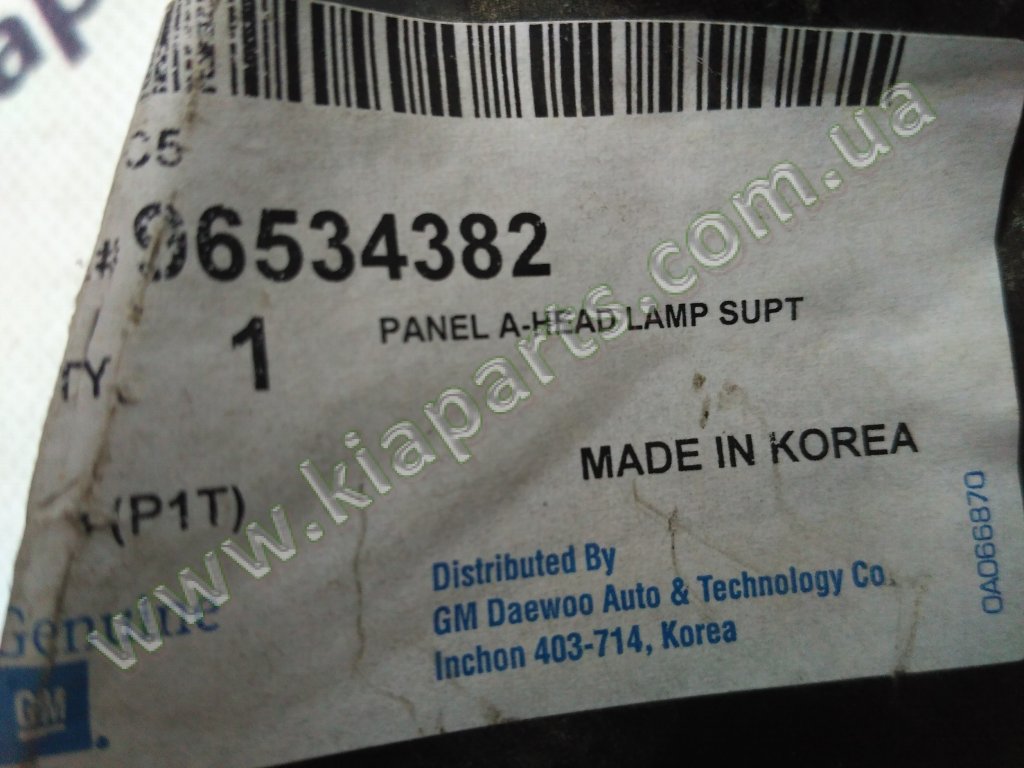 C5
# 96534382
TY 1 PANEL A-HEAD LAMP SUPT
MADE IN KOREA
(P1T)
Distributed By
GM Daewoo Auto & Technology Co.
Inchon 403-714, Korea
0A066870
Genuine
GM
www.kiaparts.com.ua